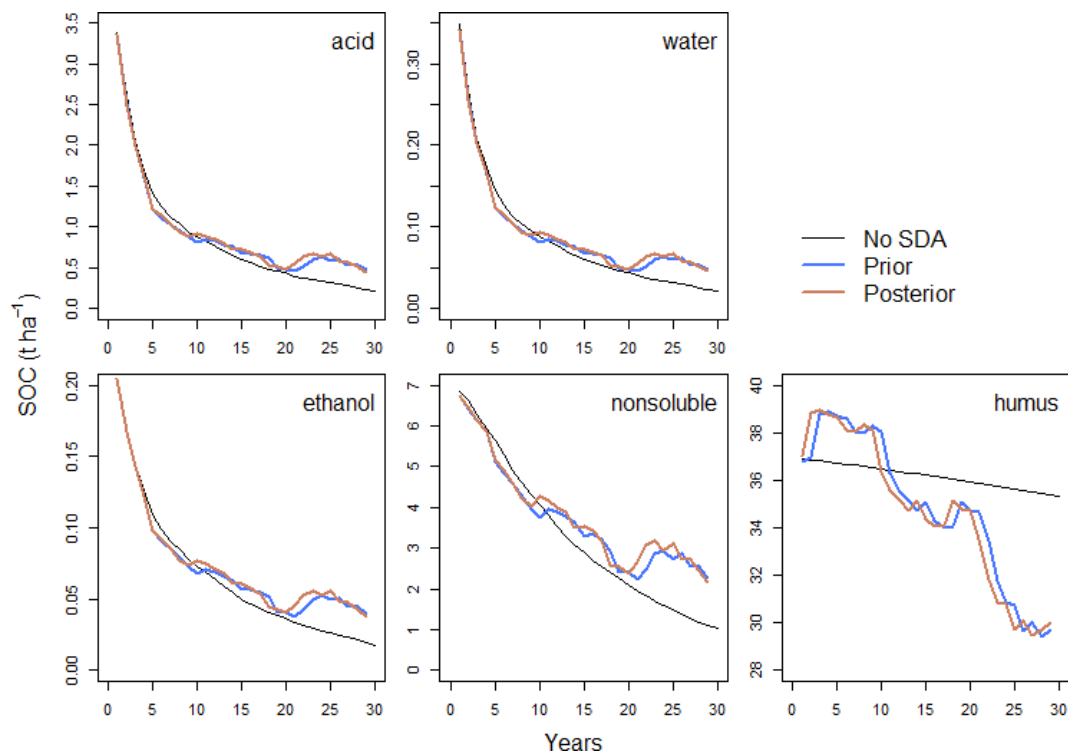 acid
3.5
3.0
2.5
2.0
1.5
1.0
0.5
0.0
0 5 10 15 20 25 30
water
0.30
0.20
0.10
0.00
0 5 10 15 20 25 30
No SDA
Prior
Posterior
SOC (t ha⁻¹)
ethanol
0.20
0.15
0.10
0.05
0.00
0 5 10 15 20 25 30
nonsoluble
7
6
5
4
3
2
1
0
0 5 10 15 20 25 30
humus
40
38
36
34
32
30
28
0 5 10 15 20 25 30
Years